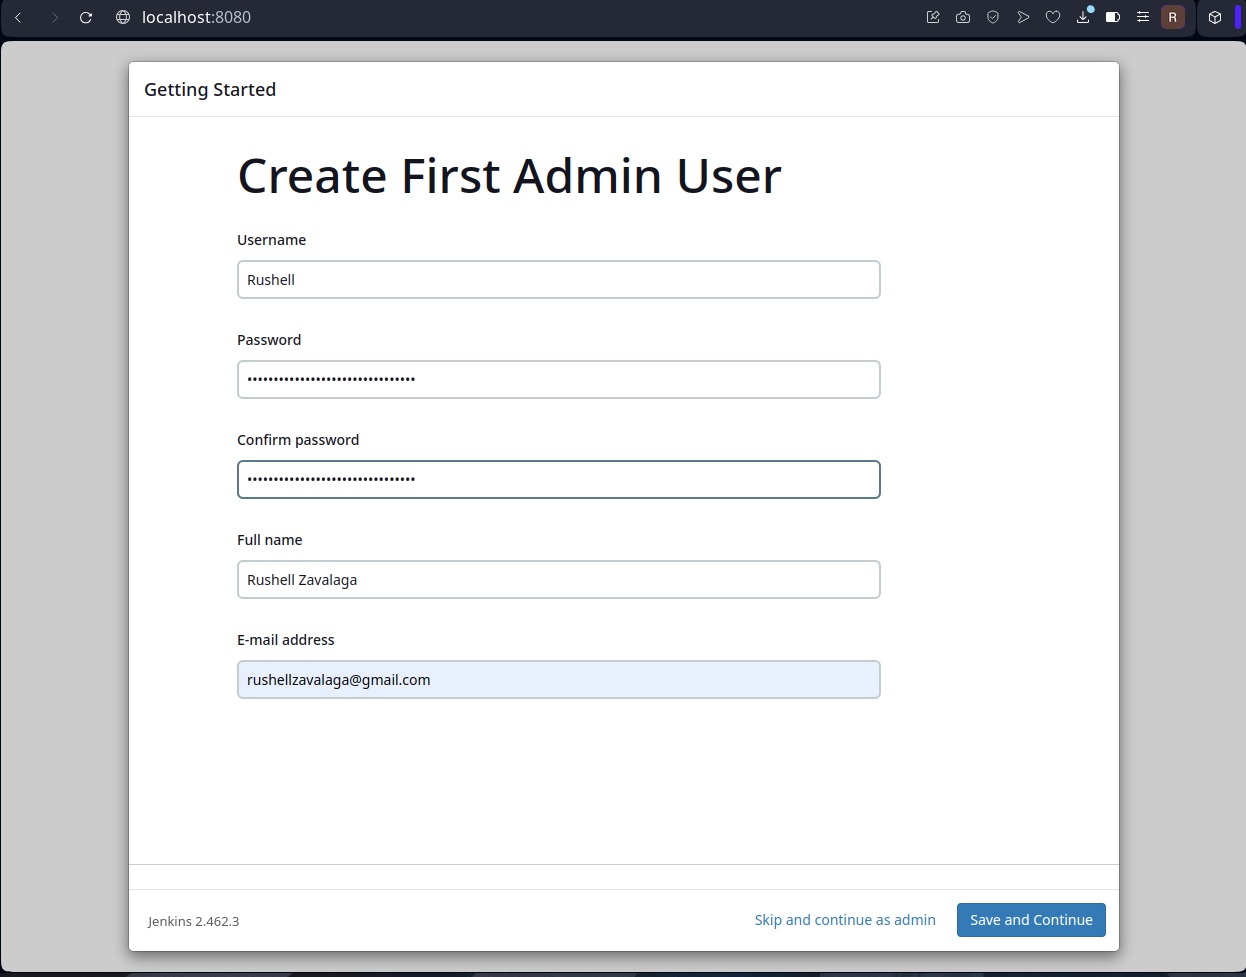 localhost:8080
R
Getting Started
Create First Admin User
Username
Rushell
Password
••••••••••••••••••••••••••••••••
Confirm password
••••••••••••••••••••••••••••••••
Full name
Rushell Zavalaga
E-mail address
rushellzavalaga@gmail.com
Jenkins 2.462.3
Skip and continue as admin
Save and Continue